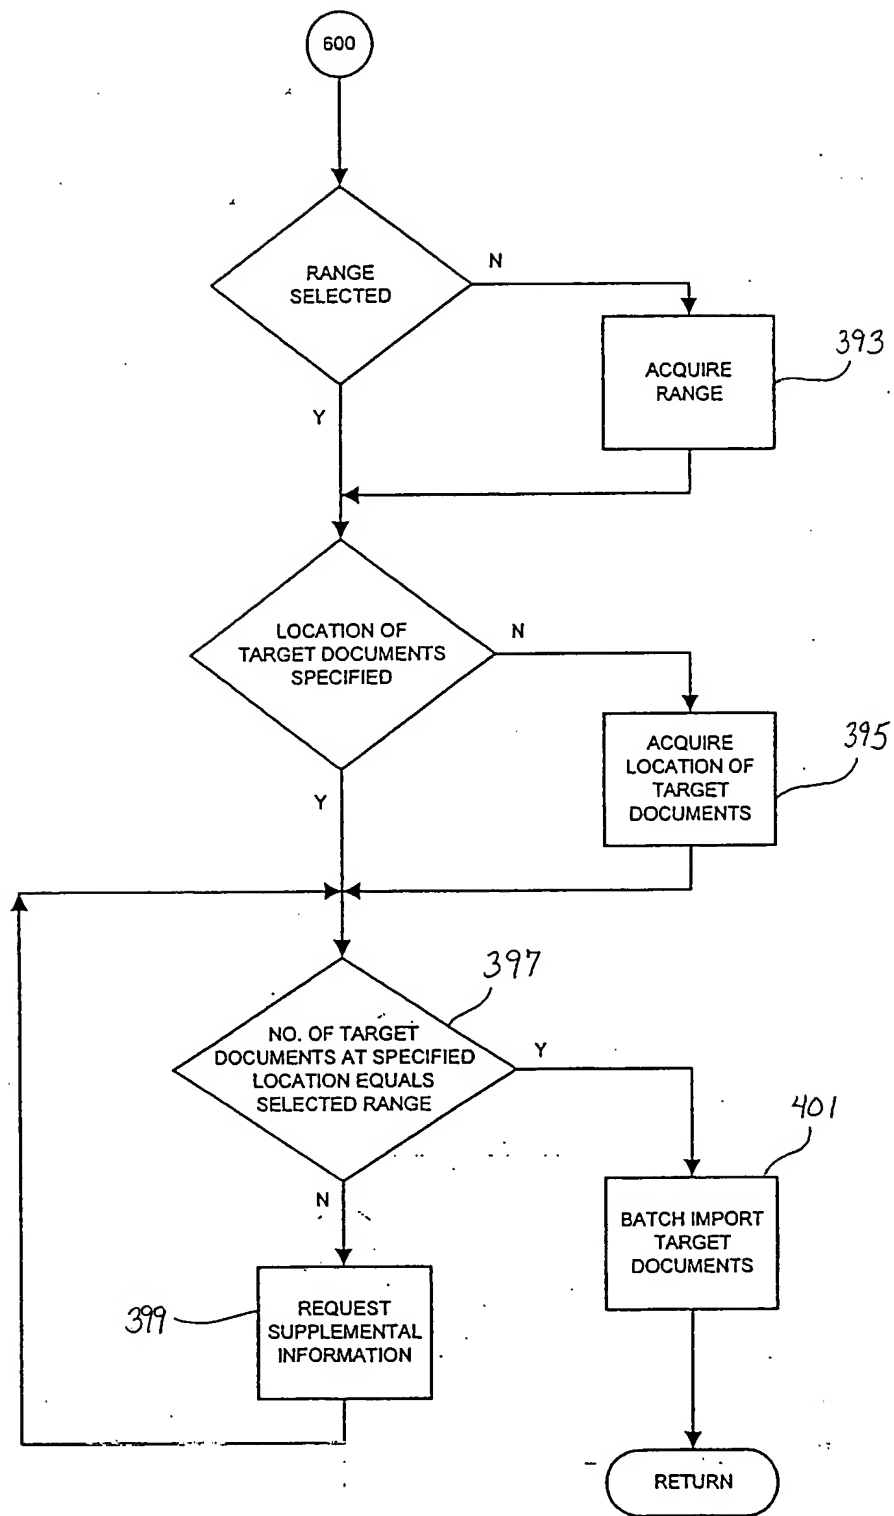 600
RANGE
SELECTED
N
ACQUIRE
RANGE
393
Y
LOCATION OF
TARGET DOCUMENTS
SPECIFIED
N
ACQUIRE
LOCATION OF
TARGET
DOCUMENTS
395
Y
397
NO. OF TARGET
DOCUMENTS AT SPECIFIED
LOCATION EQUALS
SELECTED RANGE
Y
401
N
BATCH IMPORT
TARGET
DOCUMENTS
399
REQUEST
SUPPLEMENTAL
INFORMATION
RETURN